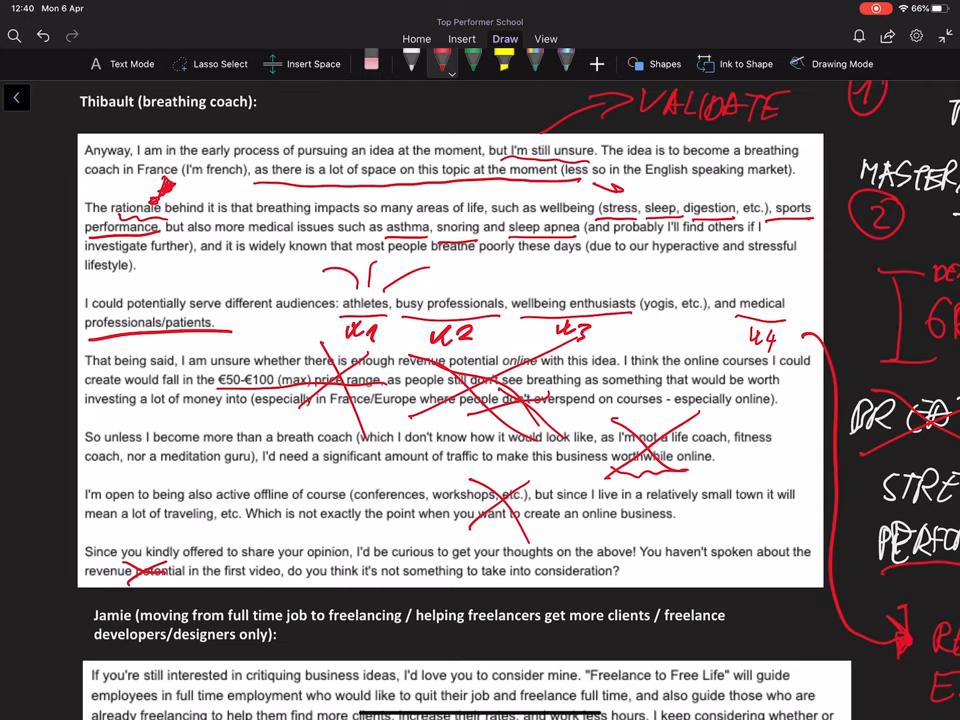 12:40 Mon 6 Apr
66%
Top Performer School
Home Insert Draw View
Text Mode Lasso Select Insert Space Shapes Ink to Shape Drawing Mode
Thibault (breathing coach):
VALIDATE
1
Anyway, I am in the early process of pursuing an idea at the moment, but I'm still unsure. The idea is to become a breathing
coach in France (I'm french), as there is a lot of space on this topic at the moment (less so in the English speaking market).
MASTER
2
The rationale behind it is that breathing impacts so many areas of life, such as wellbeing (stress, sleep, digestion, etc.), sports
performance, but also more medical issues such as asthma, snoring and sleep apnea (and probably I'll find others if I
investigate further), and it is widely known that most people breathe poorly these days (due to our hyperactive and stressful
lifestyle).
I could potentially serve different audiences: athletes, busy professionals, wellbeing enthusiasts (yogis, etc.), and medical
professionals/patients.
That being said, I am unsure whether there is enough revenue potential online with this idea. I think the online courses I could
create would fall in the €50-€100 (max) price range, as people still don't see breathing as something that would be worth
investing a lot of money into (especially in France/Europe where people don't overspend on courses - especially online).
So unless I become more than a breath coach (which I don't know how it would look like, as I'm not a life coach, fitness
coach, nor a meditation guru), I'd need a significant amount of traffic to make this business worthwhile online.
STRE
I'm open to being also active offline of course (conferences, workshops, etc.), but since I live in a relatively small town it will
mean a lot of traveling, etc. Which is not exactly the point when you want to create an online business.
PERFO
Since you kindly offered to share your opinion, I'd be curious to get your thoughts on the above! You haven't spoken about the
revenue potential in the first video, do you think it's not something to take into consideration?
Jamie (moving from full time job to freelancing / helping freelancers get more clients / freelance
developers/designers only):
If you're still interested in critiquing business ideas, I'd love you to consider mine. "Freelance to Free Life" will guide
employees in full time employment who would like to quit their job and freelance full time, and also guide those who are
already freelancing to help them find more clients, increase their rates, and work less hours. I keep considering whether or